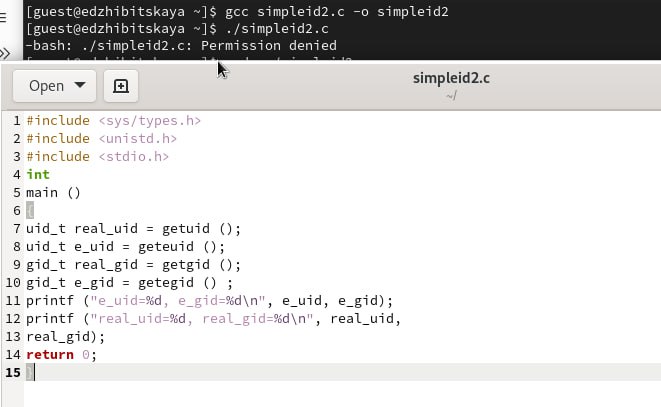 [guest@edzhibitskaya ~]$ gcc simpleid2.c -o simpleid2
[guest@edzhibitskaya ~]$ ./simpleid2.c
-bash: ./simpleid2.c: Permission denied
Open
simpleid2.c
~/
1 #include <sys/types.h>
2 #include <unistd.h>
3 #include <stdio.h>
4 int
5 main ()
6 {
7 uid_t real_uid = getuid ();
8 uid_t e_uid = geteuid ();
9 gid_t real_gid = getgid ();
10 gid_t e_gid = getegid () ;
11 printf ("e_uid=%d, e_gid=%d\n", e_uid, e_gid);
12 printf ("real_uid=%d, real_gid=%d\n", real_uid,
13 real_gid);
14 return 0;
15 }